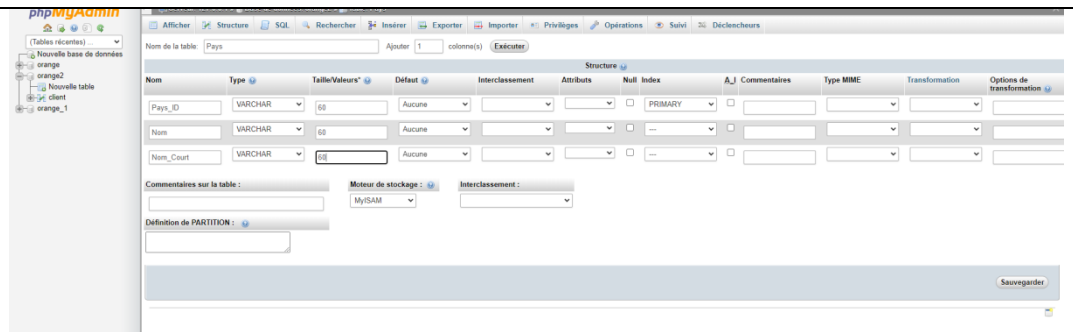 phpMyAdmin
(Tables récentes) ...
Nouvelle base de données
orange
orange2
Nouvelle table
client
orange_1
Afficher Structure SQL Rechercher Insérer Exporter Importer Privilèges Opérations Suivi Déclencheurs
Nom de la table: Pays Ajouter 1 colonne(s) Exécuter
Structure
Nom Type Taille/Valeurs* Défaut Interclassement Attributs Null Index A_I Commentaires Type MIME Transformation Options de transformation
Pays_ID VARCHAR 60 Aucune PRIMARY
Nom VARCHAR 60 Aucune ---
Nom_Court VARCHAR 60 Aucune ---
Commentaires sur la table : Moteur de stockage : Interclassement :
MyISAM
Définition de PARTITION :
Sauvegarder